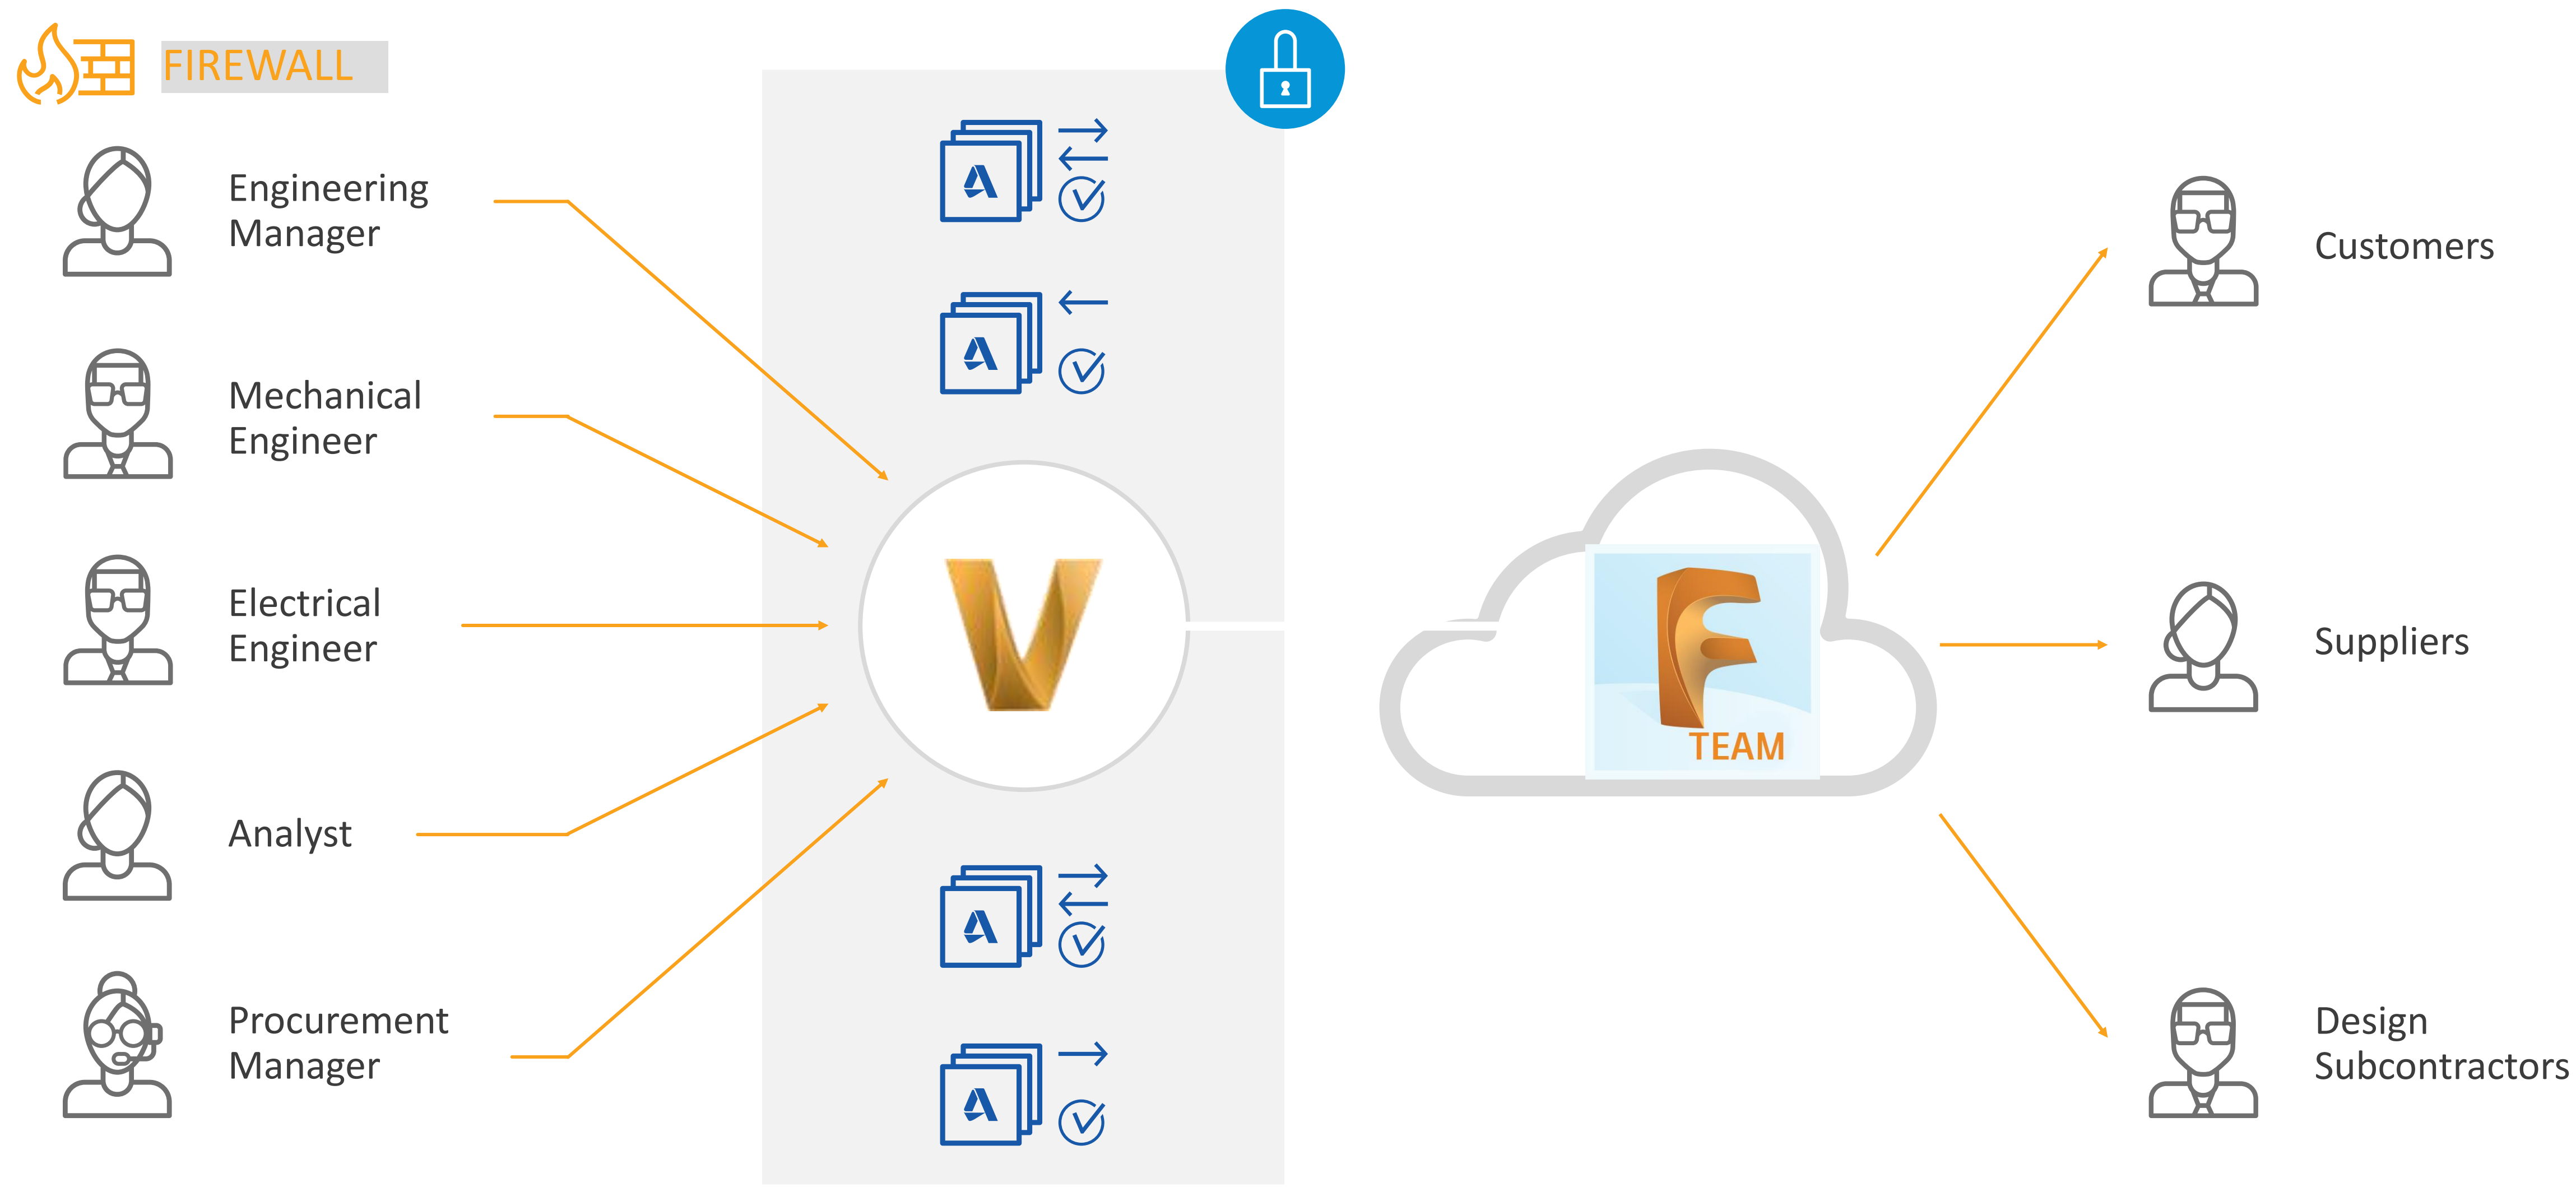 FIREWALL
Engineering
Manager
Mechanical
Engineer
Electrical
Engineer
Analyst
Procurement
Manager
V
F
TEAM
Customers
Suppliers
Design
Subcontractors